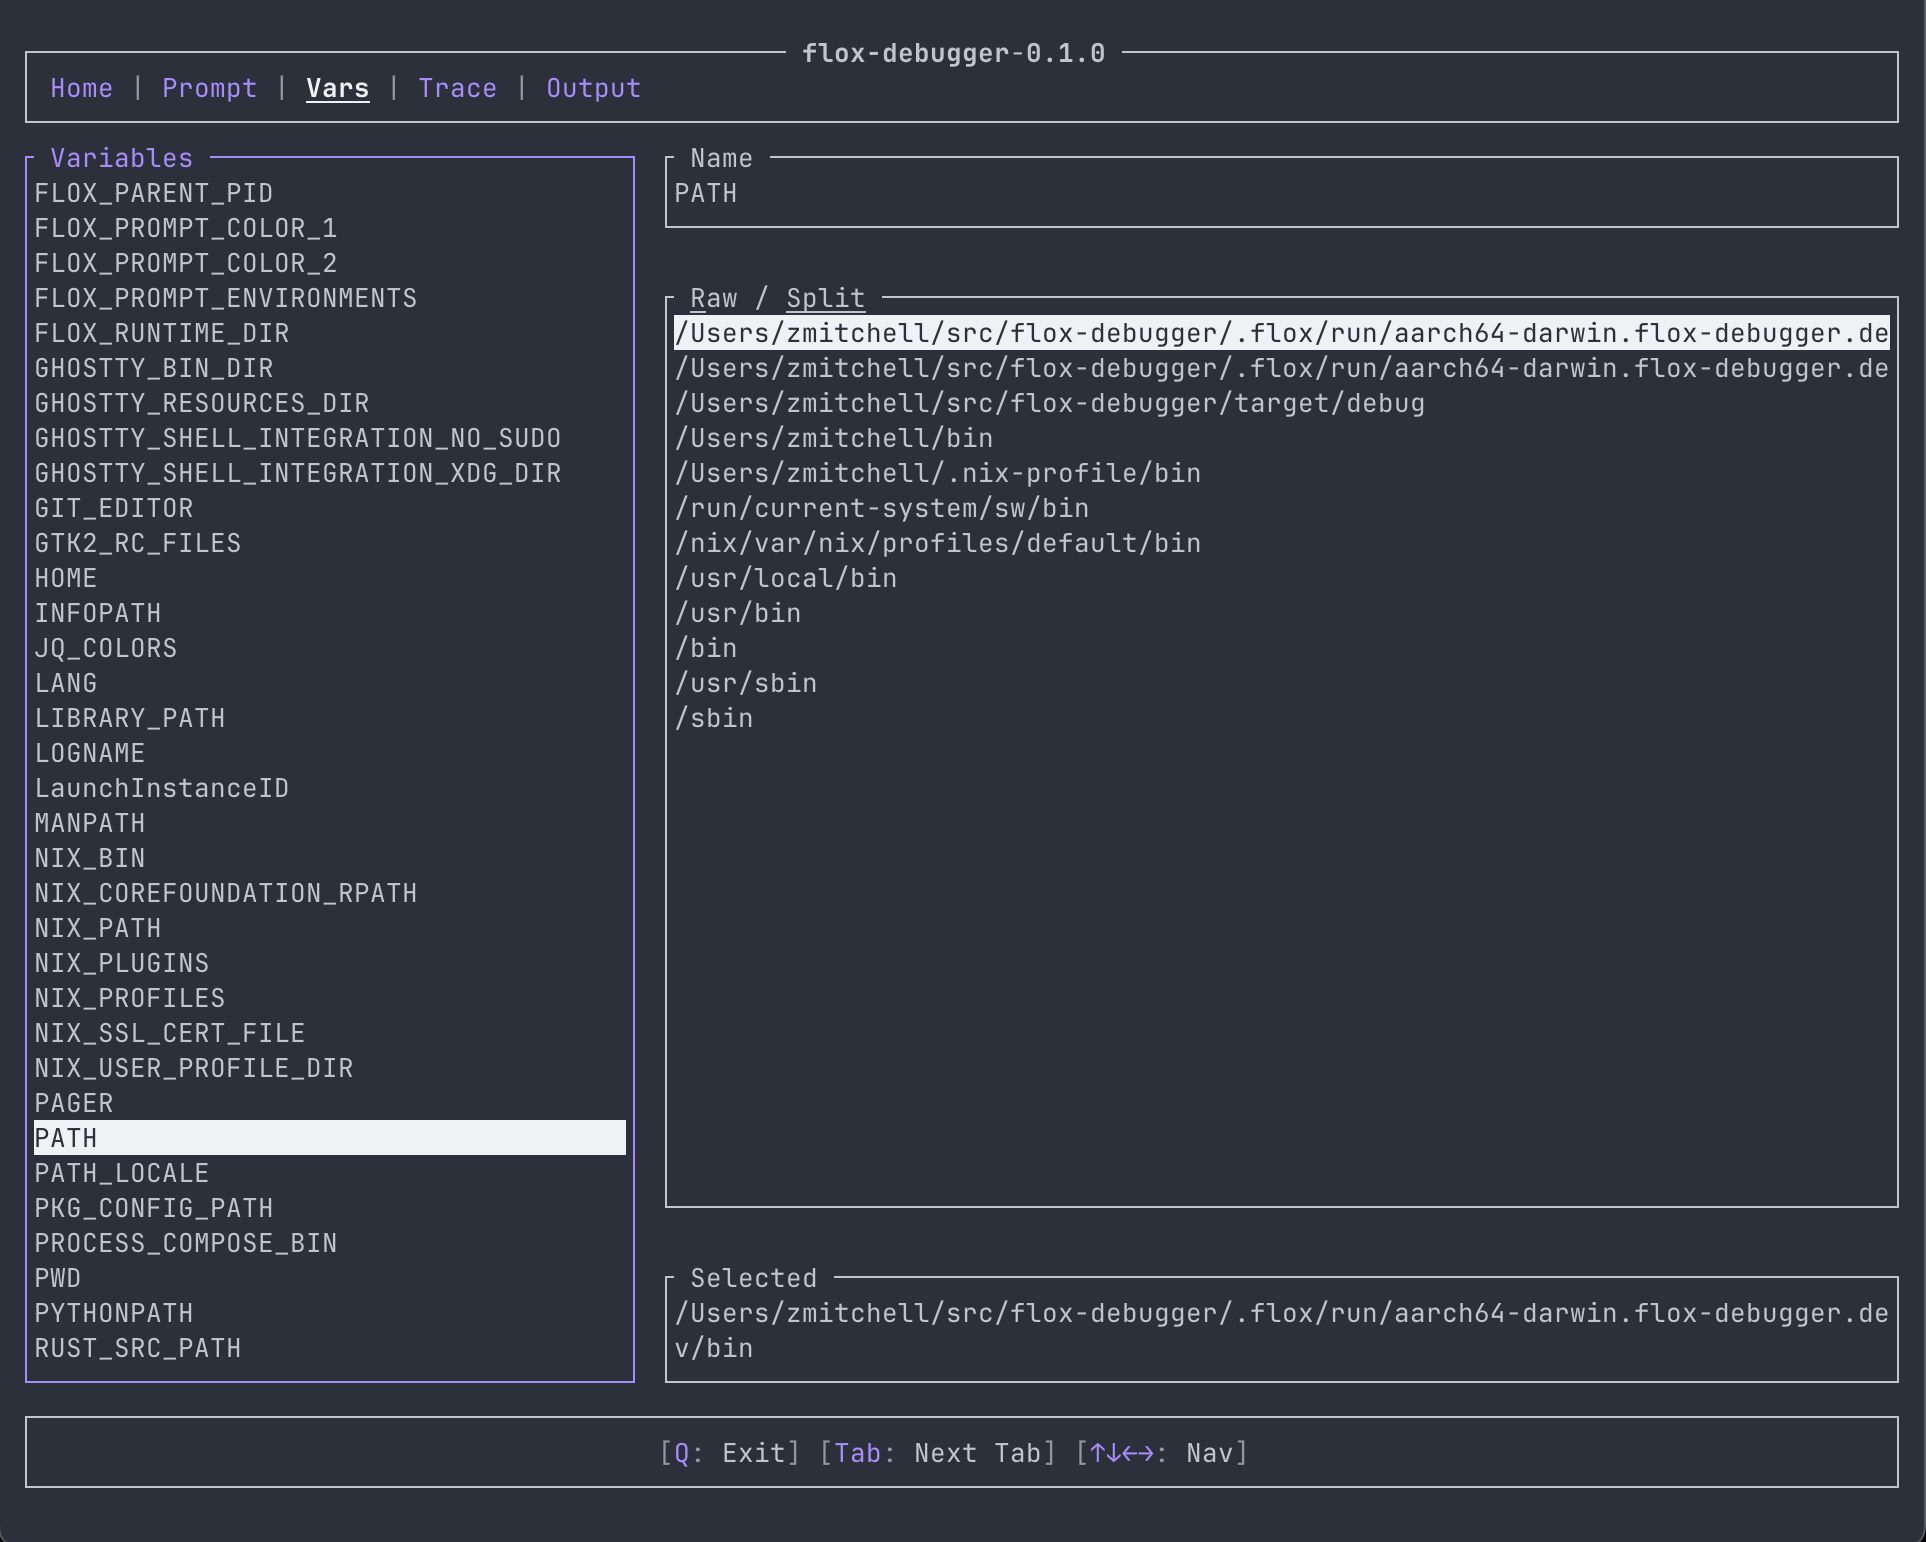 flox-debugger-0.1.0
Home | Prompt | Vars | Trace | Output
Variables
FLOX_PARENT_PID
FLOX_PROMPT_COLOR_1
FLOX_PROMPT_COLOR_2
FLOX_PROMPT_ENVIRONMENTS
FLOX_RUNTIME_DIR
GHOSTTY_BIN_DIR
GHOSTTY_RESOURCES_DIR
GHOSTTY_SHELL_INTEGRATION_NO_SUDO
GHOSTTY_SHELL_INTEGRATION_XDG_DIR
GIT_EDITOR
GTK2_RC_FILES
HOME
INFOPATH
JQ_COLORS
LANG
LIBRARY_PATH
LOGNAME
LaunchInstanceID
MANPATH
NIX_BIN
NIX_COREFOUNDATION_RPATH
NIX_PATH
NIX_PLUGINS
NIX_PROFILES
NIX_SSL_CERT_FILE
NIX_USER_PROFILE_DIR
PAGER
PATH
PATH_LOCALE
PKG_CONFIG_PATH
PROCESS_COMPOSE_BIN
PWD
PYTHONPATH
RUST_SRC_PATH
Name
PATH
Raw / Split
/Users/zmitchell/src/flox-debugger/.flox/run/aarch64-darwin.flox-debugger.de
/Users/zmitchell/src/flox-debugger/.flox/run/aarch64-darwin.flox-debugger.de
/Users/zmitchell/src/flox-debugger/target/debug
/Users/zmitchell/bin
/Users/zmitchell/.nix-profile/bin
/run/current-system/sw/bin
/nix/var/nix/profiles/default/bin
/usr/local/bin
/usr/bin
/bin
/usr/sbin
/sbin
Selected
/Users/zmitchell/src/flox-debugger/.flox/run/aarch64-darwin.flox-debugger.de
v/bin
[Q: Exit] [Tab: Next Tab] [↑↓←→: Nav]